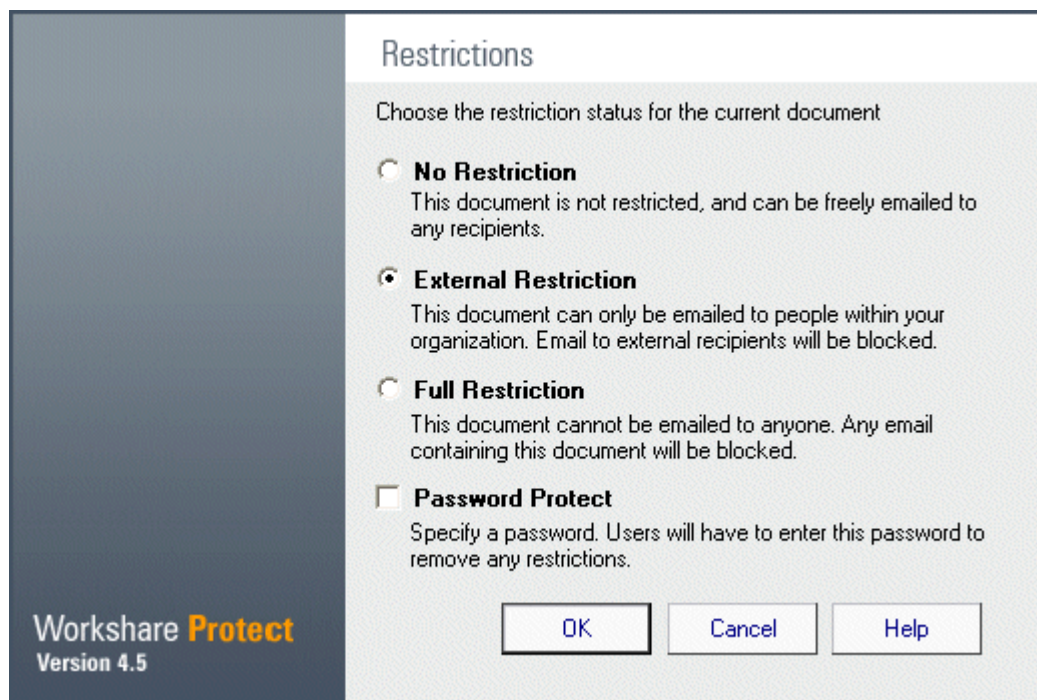 Restrictions
Choose the restriction status for the current document
No Restriction
This document is not restricted, and can be freely emailed to
any recipients.
External Restriction
This document can only be emailed to people within your
organization. Email to external recipients will be blocked.
Full Restriction
This document cannot be emailed to anyone. Any email
containing this document will be blocked.
Password Protect
Specify a password. Users will have to enter this password to
remove any restrictions.
OK Cancel Help
Workshare Protect
Version 4.5